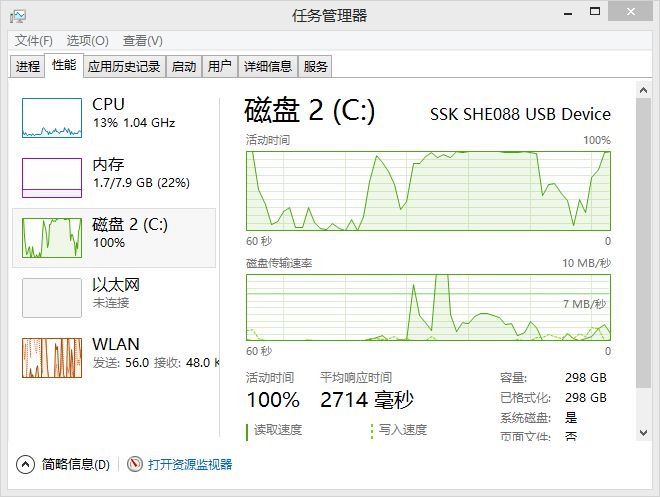 任务管理器
文件(F) 选项(O) 查看(V)
进程 性能 应用历史记录 启动 用户 详细信息 服务
CPU
13% 1.04 GHz
内存
1.7/7.9 GB (22%)
磁盘 2 (C:)
100%
以太网
未连接
WLAN
发送: 56.0 接收: 48.0 K
磁盘 2 (C:) SSK SHE088 USB Device
活动时间 100%
60 秒 0
磁盘传输速率 10 MB/秒
7 MB/秒
60 秒 0
活动时间 平均响应时间
100% 2714 毫秒
读取速度 写入速度
容量: 298 GB
已格式化: 298 GB
系统磁盘: 是
页面文件: 否
简略信息(D) 打开资源监视器